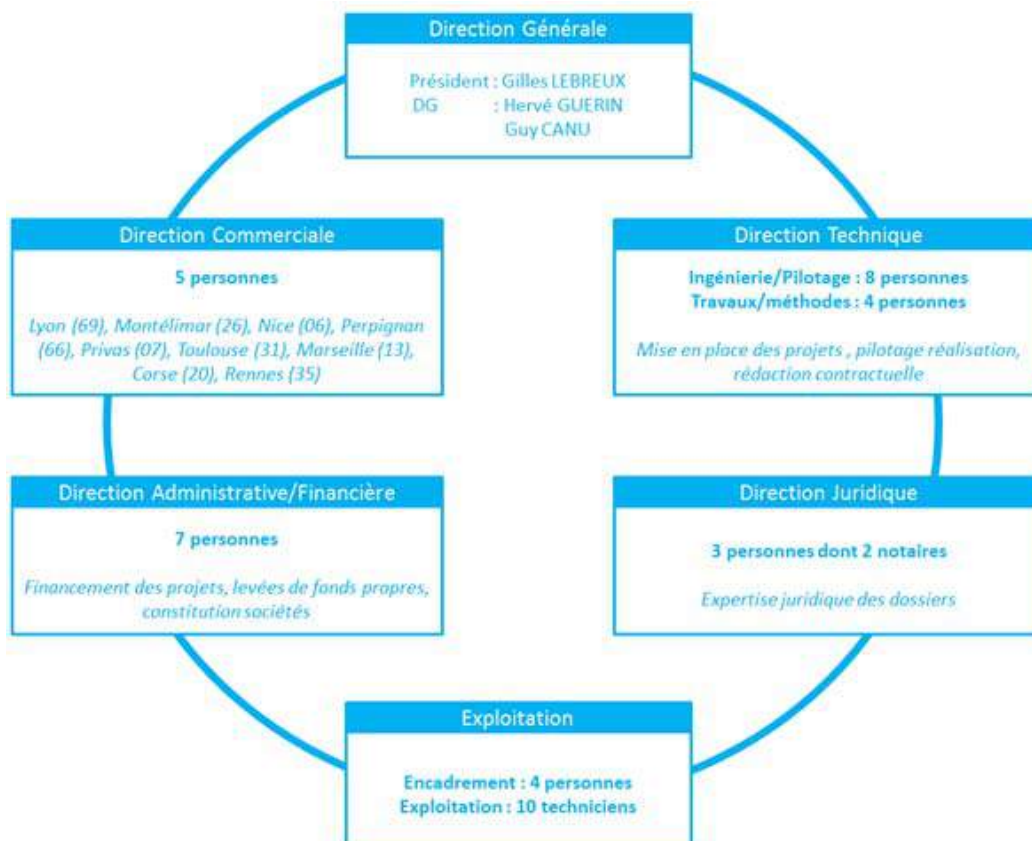 Direction Générale
Président : Gilles LEBREUX
DG : Hervé GUERIN
Guy CANU
Direction Commerciale
5 personnes
Lyon (69), Montélimar (26), Nice (06), Perpignan
(66), Privas (07), Toulouse (31), Marseille (13),
Corse (20), Rennes (35)
Direction Technique
Ingénierie/Pilotage : 8 personnes
Travaux/méthodes : 4 personnes
Mise en place des projets , pilotage réalisation,
rédaction contractuelle
Direction Administrative/Financière
7 personnes
Financement des projets, levées de fonds propres,
constitution sociétés
Direction Juridique
3 personnes dont 2 notaires
Expertise juridique des dossiers
Exploitation
Encadrement : 4 personnes
Exploitation : 10 techniciens